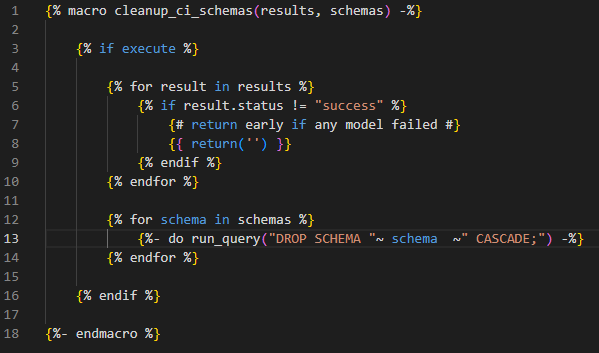 1 {% macro cleanup_ci_schemas(results, schemas) -%}
2
3     {% if execute %}
4
5         {% for result in results %}
6             {% if result.status != "success" %}
7                 {# return early if any model failed #}
8                 {{ return('') }}
9             {% endif %}
10         {% endfor %}
11
12         {% for schema in schemas %}
13             {%- do run_query("DROP SCHEMA "~ schema  ~" CASCADE;") -%}
14         {% endfor %}
15
16     {% endif %}
17
18 {%- endmacro %}